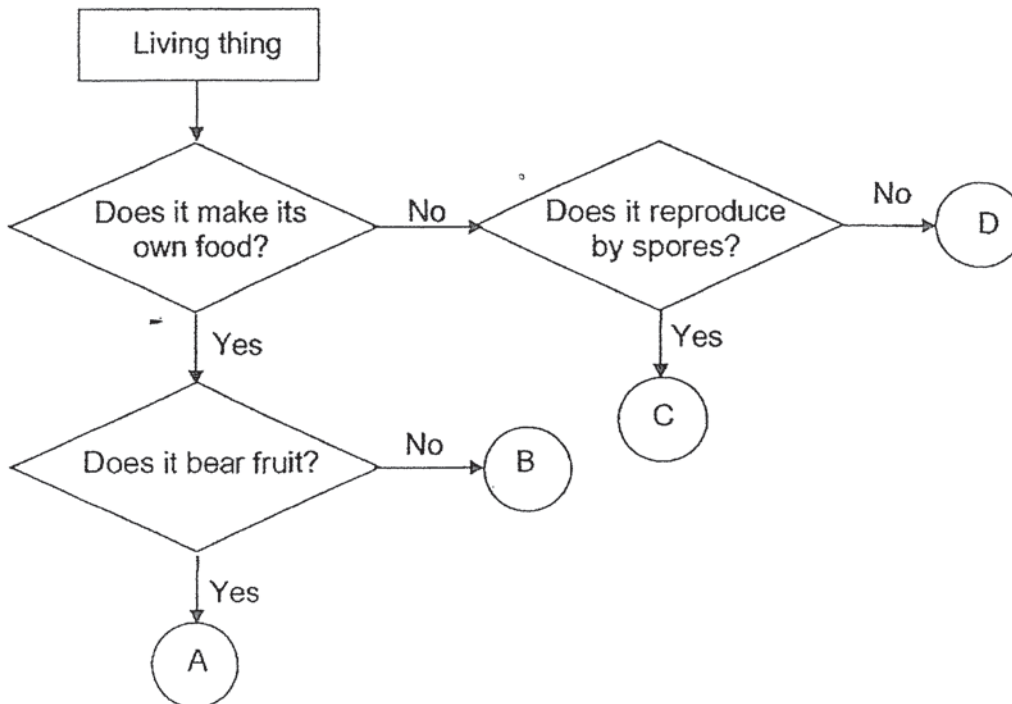 Living thing
Does it make its
own food?
No
Does it reproduce
by spores?
No
D
Yes
Yes
C
Does it bear fruit?
No
B
Yes
A